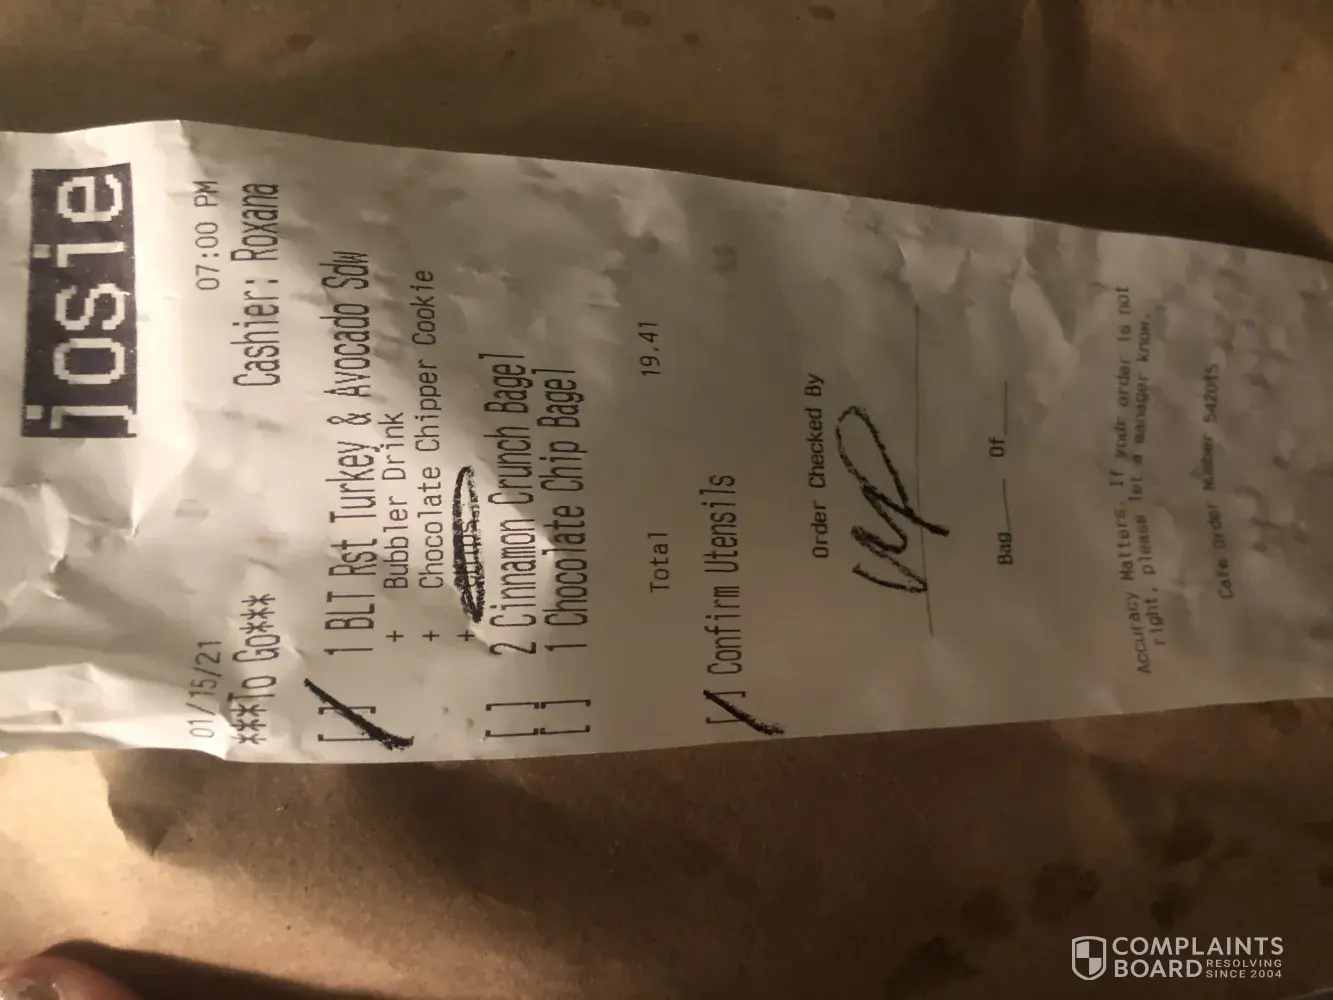 josie
01/15/21 07:00 PM
***To Go*** Cashier: Roxana
[ ] 1 BLT Rst Turkey & Avocado Sdw
+ Bubbler Drink
+ Chocolate Chipper Cookie
+
[ ] 2 Cinnamon Crunch Bagel
[ ] 1 Chocolate Chip Bagel
Total 19.41
[ ] Confirm Utensils
Order Checked By
Bag____ Of____
Accuracy Matters. If your order is not
right, please let a manager know.
Cafe Order Number 542015
COMPLAINTS
BOARD RESOLVING
SINCE 2004